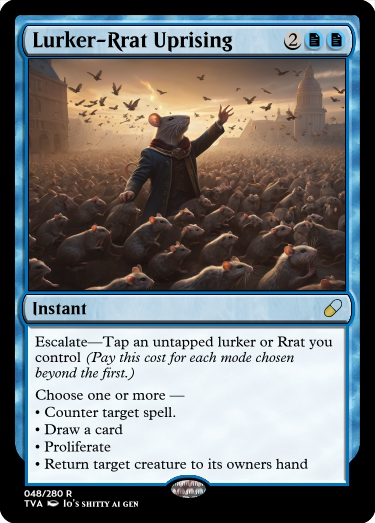 Lurker-Rrat Uprising 2
Instant
Escalate—Tap an untapped lurker or Rrat you
control (Pay this cost for each mode chosen
beyond the first.)
Choose one or more —
• Counter target spell.
• Draw a card
• Proliferate
• Return target creature to its owners hand
048/280 R
TVA Io's SHITTY AI GEN